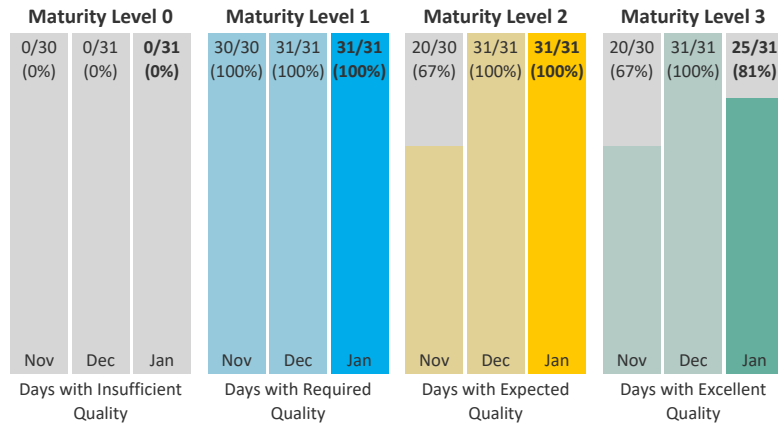 Maturity Level 0
0/30 0/31 0/31
(0%) (0%) (0%)
Nov Dec Jan
Days with Insufficient
Quality
Maturity Level 1
30/30 31/31 31/31
(100%) (100%) (100%)
Nov Dec Jan
Days with Required
Quality
Maturity Level 2
20/30 31/31 31/31
(67%) (100%) (100%)
Nov Dec Jan
Days with Expected
Quality
Maturity Level 3
20/30 31/31 25/31
(67%) (100%) (81%)
Nov Dec Jan
Days with Excellent
Quality